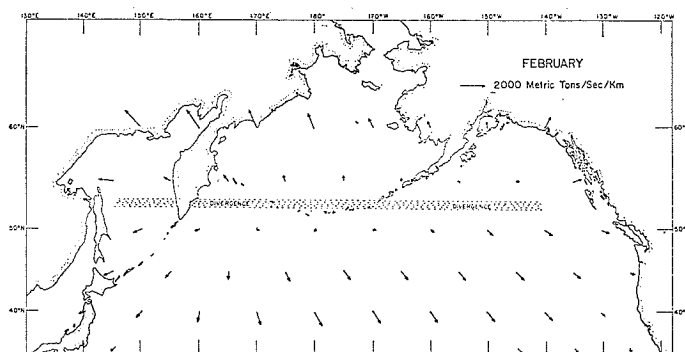 130°E 140°E 150°E 160°E 170°E 180° 170°W 160°W 150°W 140°W 130°W 120°W
FEBRUARY
2000 Metric Tons/Sec/Km
60°N 60°
DIVERGENCE DIVERGENCE
50°N 50°
40°N 40°